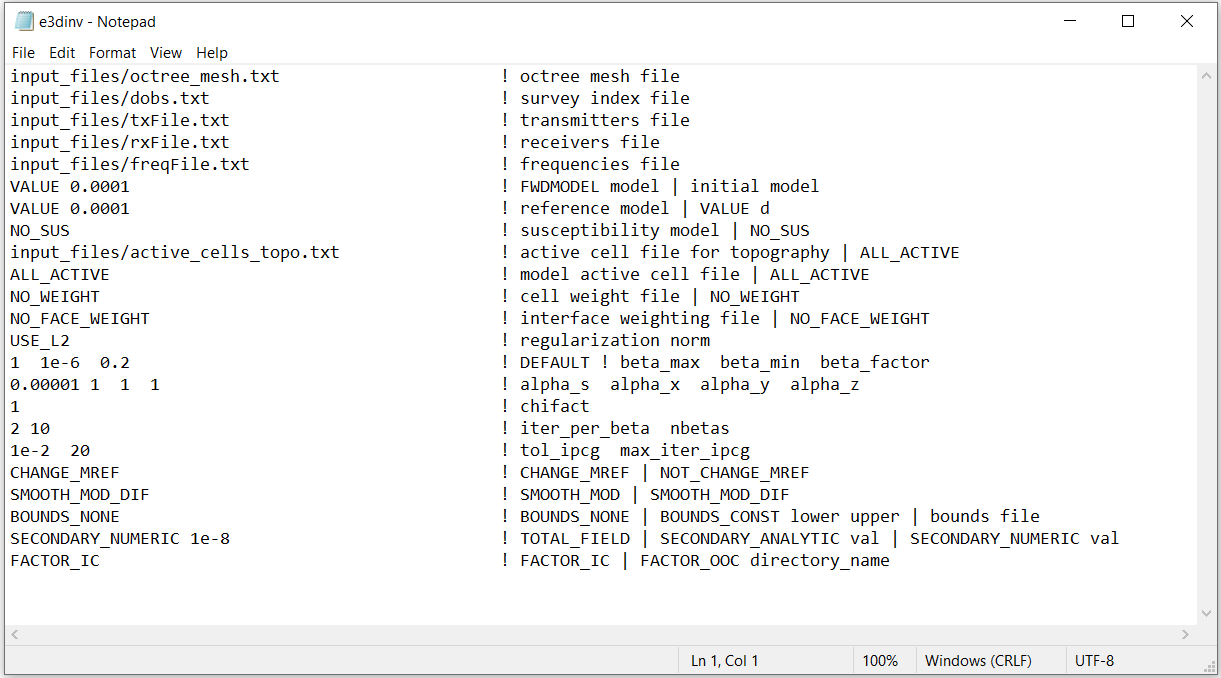 e3dinv - Notepad
File Edit Format View Help
input_files/octree_mesh.txt ! octree mesh file
input_files/dobs.txt ! survey index file
input_files/txFile.txt ! transmitters file
input_files/rxFile.txt ! receivers file
input_files/freqFile.txt ! frequencies file
VALUE 0.0001 ! FWDMODEL model | initial model
VALUE 0.0001 ! reference model | VALUE d
NO_SUS ! susceptibility model | NO_SUS
input_files/active_cells_topo.txt ! active cell file for topography | ALL_ACTIVE
ALL_ACTIVE ! model active cell file | ALL_ACTIVE
NO_WEIGHT ! cell weight file | NO_WEIGHT
NO_FACE_WEIGHT ! interface weighting file | NO_FACE_WEIGHT
USE_L2 ! regularization norm
1  1e-6  0.2 ! DEFAULT ! beta_max  beta_min  beta_factor
0.00001 1  1  1 ! alpha_s  alpha_x  alpha_y  alpha_z
1 ! chifact
2 10 ! iter_per_beta  nbetas
1e-2  20 ! tol_ipcg  max_iter_ipcg
CHANGE_MREF ! CHANGE_MREF | NOT_CHANGE_MREF
SMOOTH_MOD_DIF ! SMOOTH_MOD | SMOOTH_MOD_DIF
BOUNDS_NONE ! BOUNDS_NONE | BOUNDS_CONST lower upper | bounds file
SECONDARY_NUMERIC 1e-8 ! TOTAL_FIELD | SECONDARY_ANALYTIC val | SECONDARY_NUMERIC val
FACTOR_IC ! FACTOR_IC | FACTOR_OOC directory_name
Ln 1, Col 1 100% Windows (CRLF) UTF-8